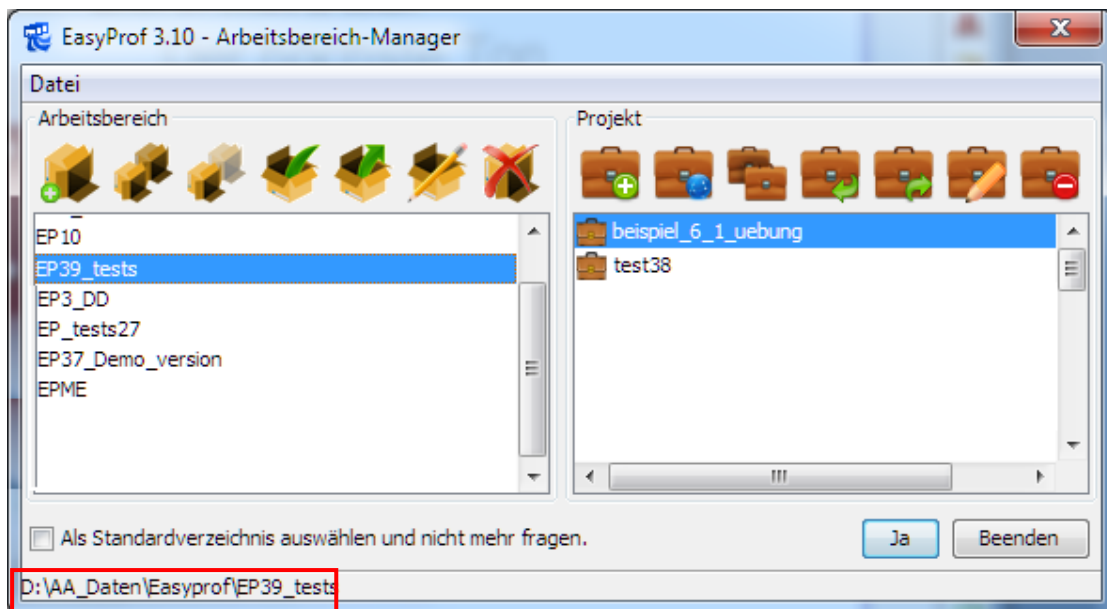 EasyProf 3.10 - Arbeitsbereich-Manager
Datei
Arbeitsbereich
EP10
EP39_tests
EP3_DD
EP_tests27
EP37_Demo_version
EPME
Projekt
beispiel_6_1_uebung
test38
Als Standardverzeichnis auswählen und nicht mehr fragen.
Ja
Beenden
D:\AA_Daten\Easyprof\EP39_tests